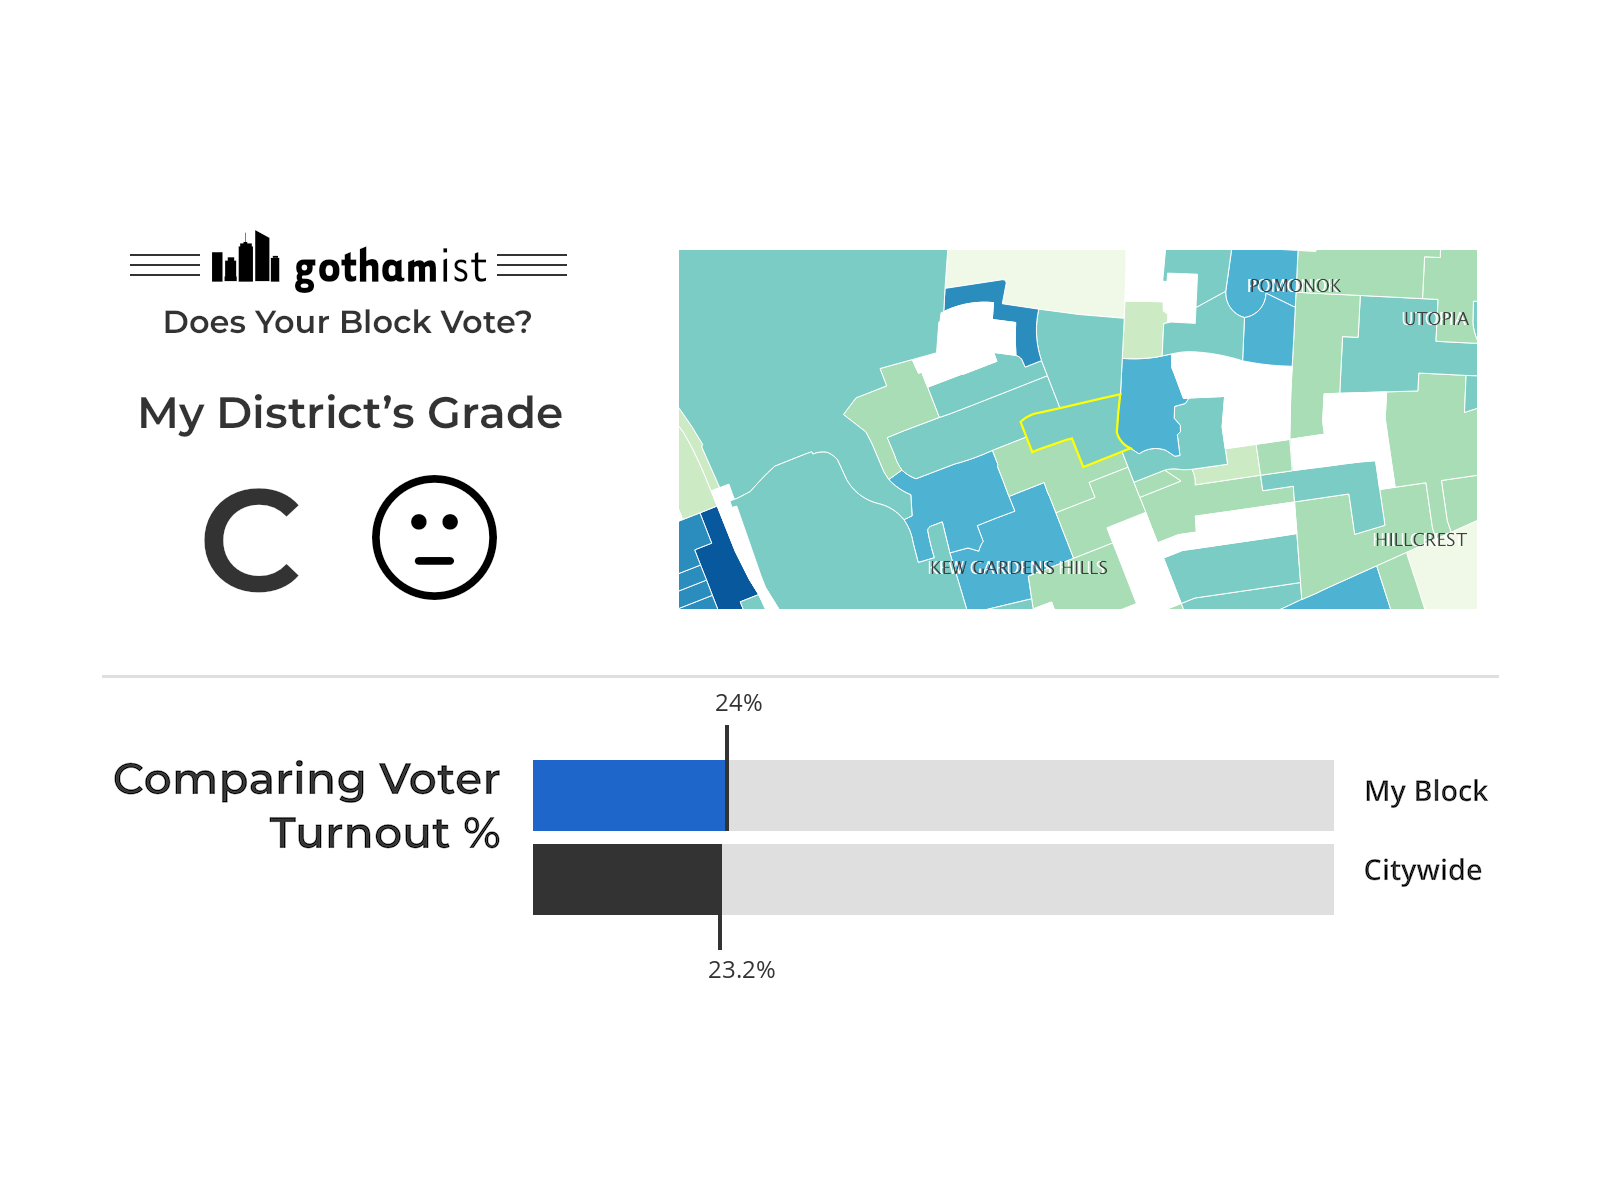 gothamist
Does Your Block Vote?
My District's Grade
C
POMONOK
UTOPIA
HILLCREST
KEW GARDENS HILLS
24%
Comparing Voter
Turnout %
My Block
Citywide
23.2%